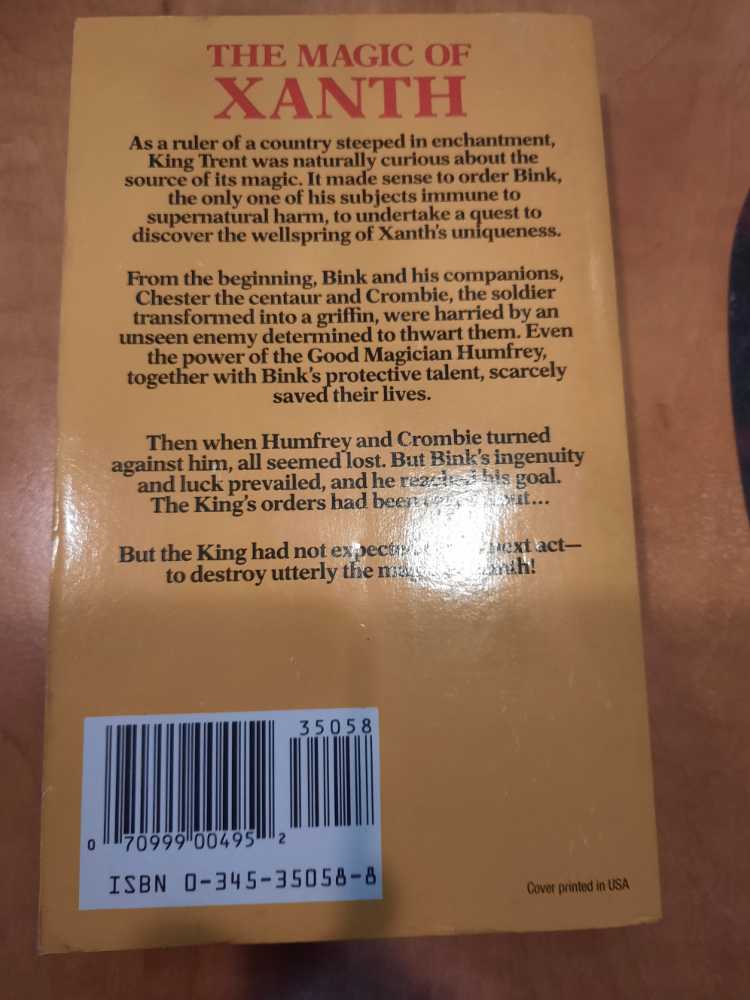 THE MAGIC OF
XANTH
As a ruler of a country steeped in enchantment,
King Trent was naturally curious about the
source of its magic. It made sense to order Bink,
the only one of his subjects immune to
supernatural harm, to undertake a quest to
discover the wellspring of Xanth's uniqueness.
From the beginning, Bink and his companions,
Chester the centaur and Crombie, the soldier
transformed into a griffin, were harried by an
unseen enemy determined to thwart them. Even
the power of the Good Magician Humfrey,
together with Bink's protective talent, scarcely
saved their lives.
Then when Humfrey and Crombie turned
against him, all seemed lost. But Bink's ingenuity
and luck prevailed, and he reached his goal.
The King's orders had been
But the King had not next act—
to destroy utterly the
35058
0 70999 00495 2
ISBN 0-345-35058-8
Cover printed in USA